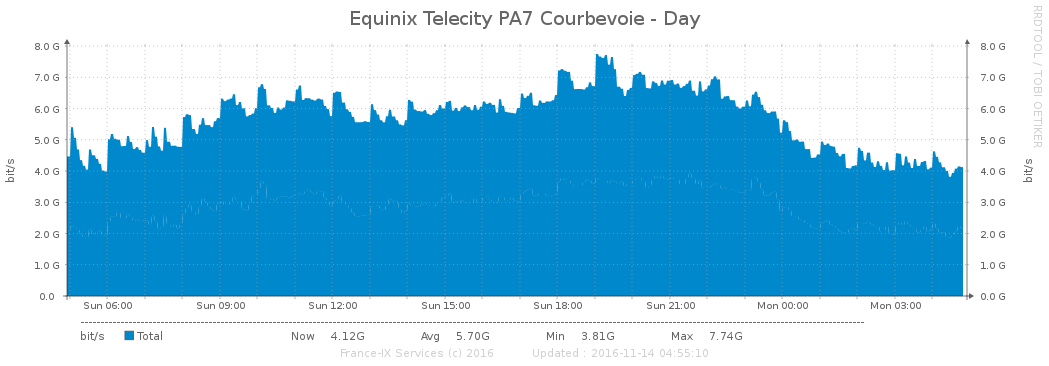 Equinix Telecity PA7 Courbevoie - Day
RRDTOOL / TOBI OETIKER
bit/s
8.0 G 8.0 G
7.0 G 7.0 G
6.0 G 6.0 G
5.0 G 5.0 G
4.0 G 4.0 G
3.0 G 3.0 G
2.0 G 2.0 G
1.0 G 1.0 G
0.0 0.0 G
bit/s
Sun 06:00 Sun 09:00 Sun 12:00 Sun 15:00 Sun 18:00 Sun 21:00 Mon 00:00 Mon 03:00
bit/s Total Now 4.12G Avg 5.70G Min 3.81G Max 7.74G
France-IX Services (c) 2016 Updated : 2016-11-14 04:55:10